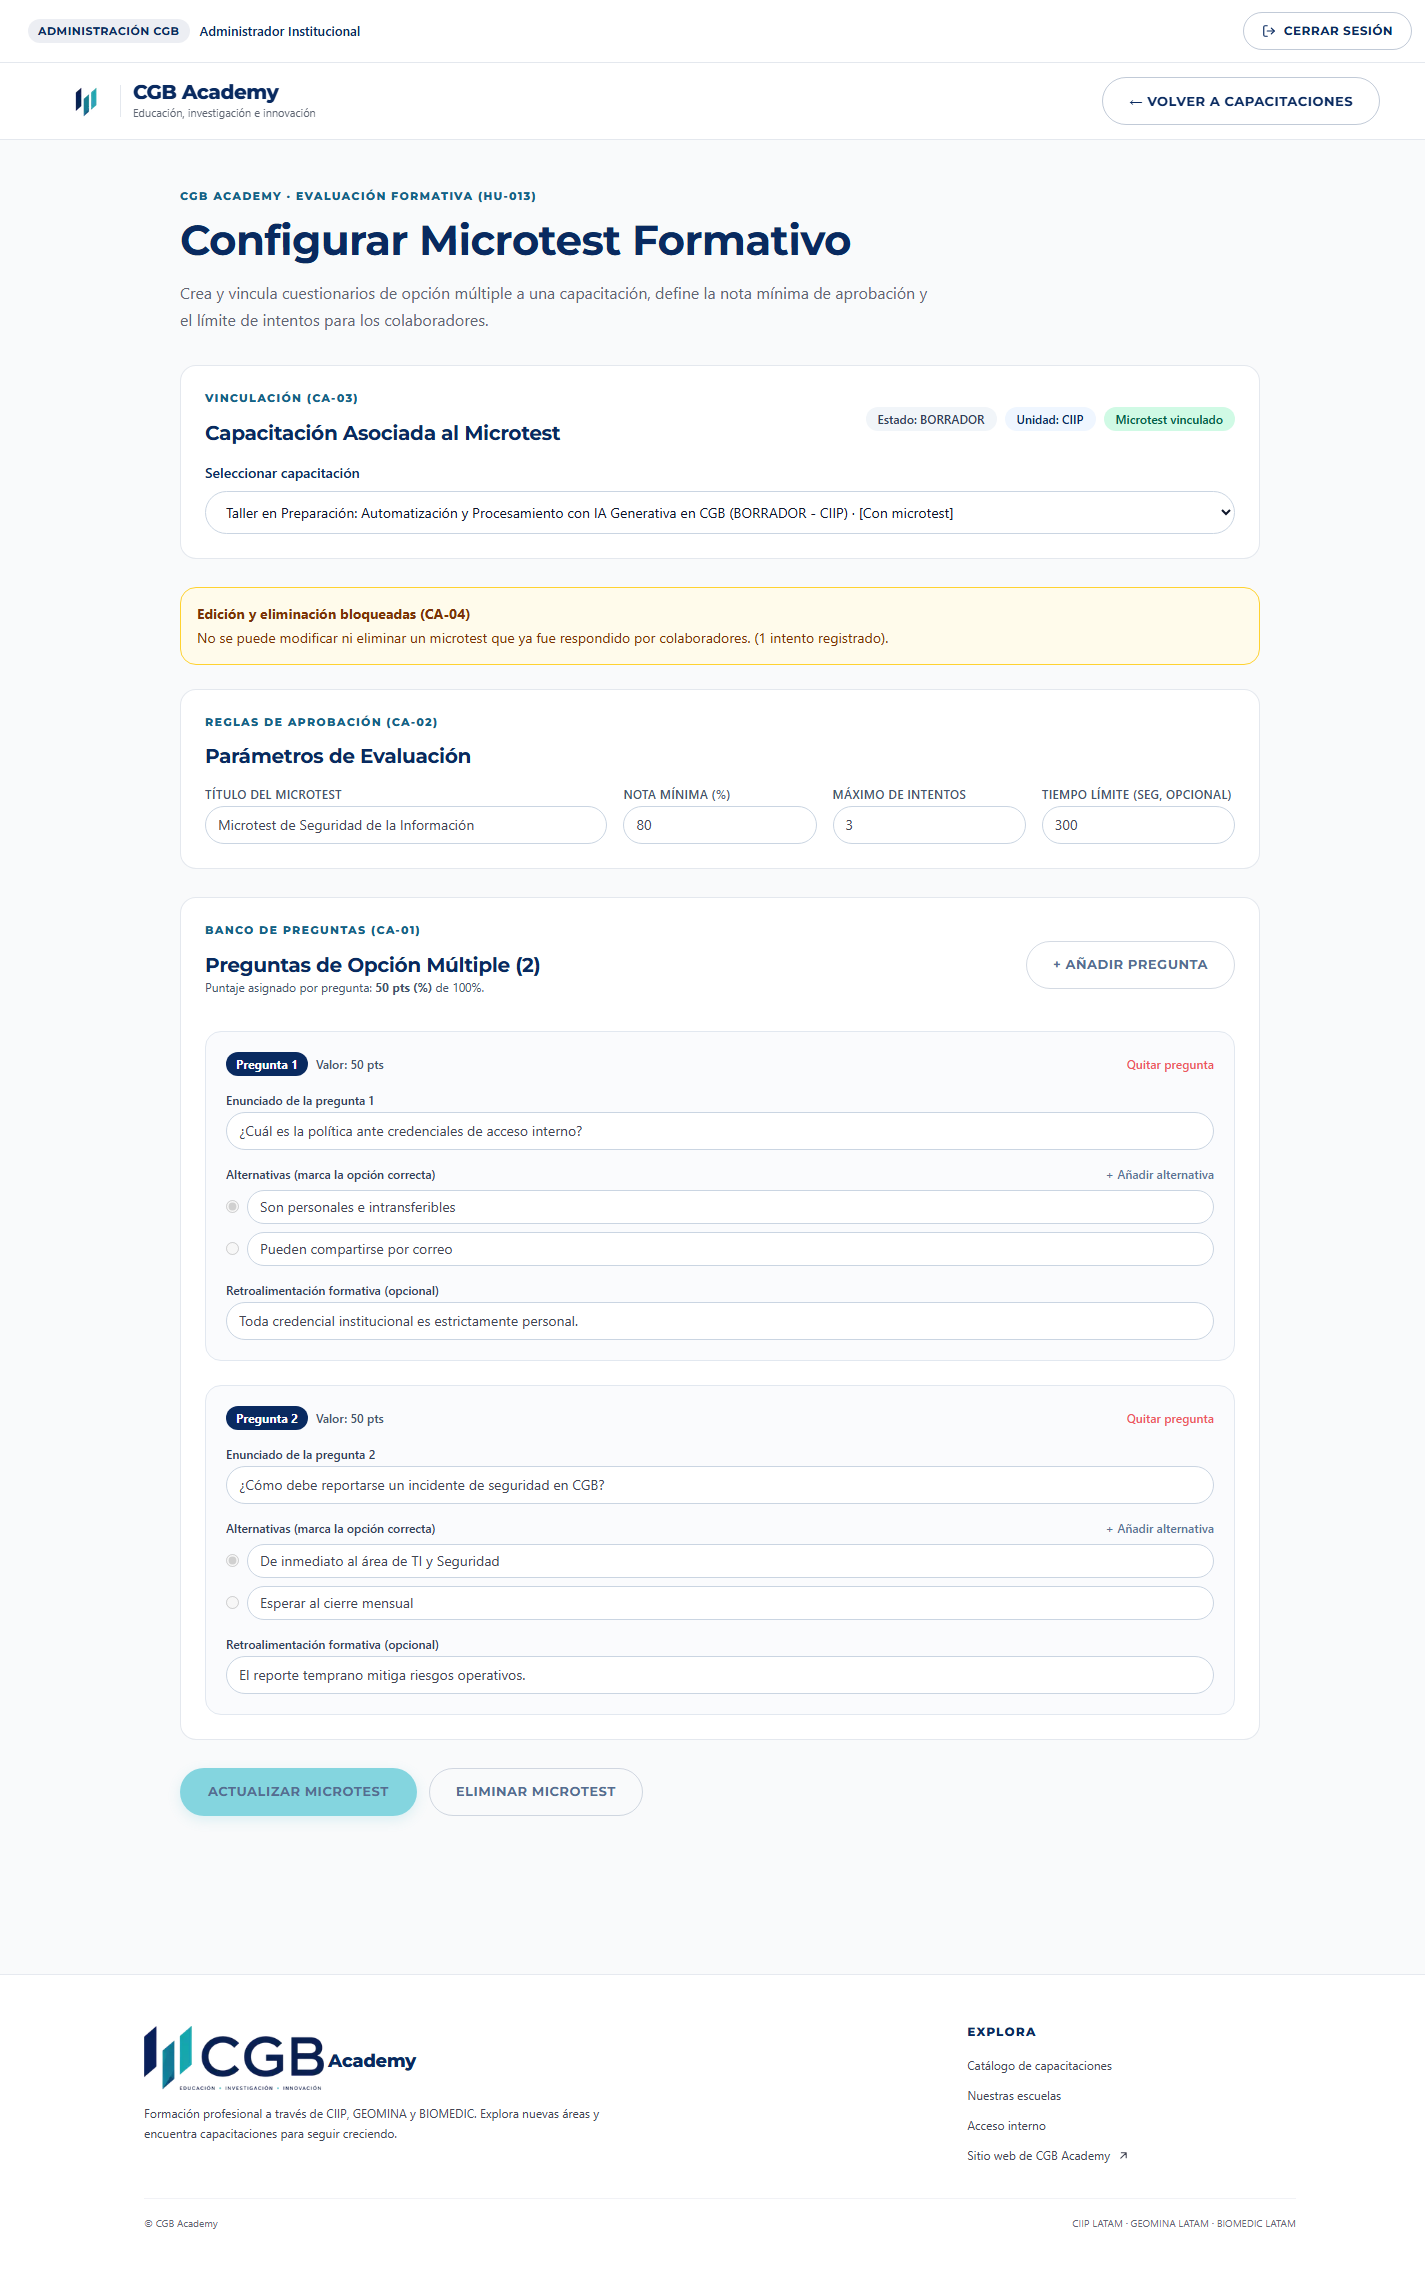 ADMINISTRACIÓN CGB Administrador Institucional
CERRAR SESIÓN
CGB Academy
Educación, investigación e innovación
← VOLVER A CAPACITACIONES
CGB ACADEMY · EVALUACIÓN FORMATIVA (HU-013)
Configurar Microtest Formativo
Crea y vincula cuestionarios de opción múltiple a una capacitación, define la nota mínima de aprobación y
el límite de intentos para los colaboradores.
VINCULACIÓN (CA-03)
Capacitación Asociada al Microtest
Estado: BORRADOR Unidad: CIIP Microtest vinculado
Seleccionar capacitación
Taller en Preparación: Automatización y Procesamiento con IA Generativa en CGB (BORRADOR - CIIP) · [Con microtest]
Edición y eliminación bloqueadas (CA-04)
No se puede modificar ni eliminar un microtest que ya fue respondido por colaboradores. (1 intento registrado).
REGLAS DE APROBACIÓN (CA-02)
Parámetros de Evaluación
TÍTULO DEL MICROTEST NOTA MÍNIMA (%) MÁXIMO DE INTENTOS TIEMPO LÍMITE (SEG, OPCIONAL)
Microtest de Seguridad de la Información 80 3 300
BANCO DE PREGUNTAS (CA-01)
Preguntas de Opción Múltiple (2)
Puntaje asignado por pregunta: 50 pts (%) de 100%.
+ AÑADIR PREGUNTA
Pregunta 1 Valor: 50 pts Quitar pregunta
Enunciado de la pregunta 1
¿Cuál es la política ante credenciales de acceso interno?
Alternativas (marca la opción correcta) + Añadir alternativa
Son personales e intransferibles
Pueden compartirse por correo
Retroalimentación formativa (opcional)
Toda credencial institucional es estrictamente personal.
Pregunta 2 Valor: 50 pts Quitar pregunta
Enunciado de la pregunta 2
¿Cómo debe reportarse un incidente de seguridad en CGB?
Alternativas (marca la opción correcta) + Añadir alternativa
De inmediato al área de TI y Seguridad
Esperar al cierre mensual
Retroalimentación formativa (opcional)
El reporte temprano mitiga riesgos operativos.
ACTUALIZAR MICROTEST ELIMINAR MICROTEST
CGB Academy
EDUCACIÓN · INVESTIGACIÓN · INNOVACIÓN
Formación profesional a través de CIIP, GEOMINA y BIOMEDIC. Explora nuevas áreas y
encuentra capacitaciones para seguir creciendo.
EXPLORA
Catálogo de capacitaciones
Nuestras escuelas
Acceso interno
Sitio web de CGB Academy ↗
© CGB Academy
CIIP LATAM · GEOMINA LATAM · BIOMEDIC LATAM